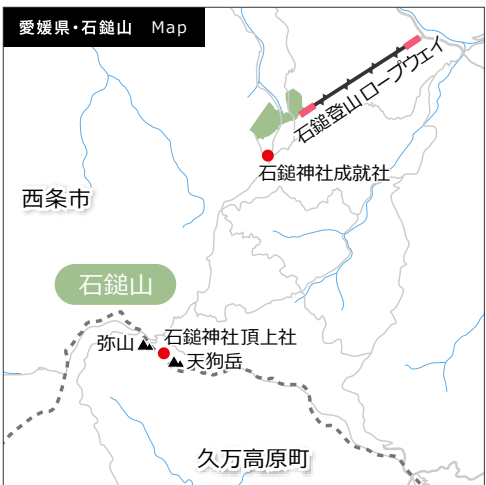 愛媛県・石鎚山 Map
石鎚登山ロープウェイ
石鎚神社成就社
西条市
石鎚山
石鎚神社頂上社
弥山
天狗岳
久万高原町